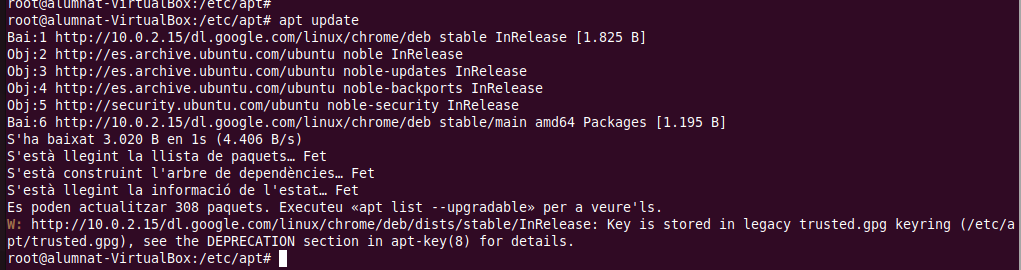 root@alumnat-VirtualBox:/etc/apt#
root@alumnat-VirtualBox:/etc/apt# apt update
Bai:1 http://10.0.2.15/dl.google.com/linux/chrome/deb stable InRelease [1.825 B]
Obj:2 http://es.archive.ubuntu.com/ubuntu noble InRelease
Obj:3 http://es.archive.ubuntu.com/ubuntu noble-updates InRelease
Obj:4 http://es.archive.ubuntu.com/ubuntu noble-backports InRelease
Obj:5 http://security.ubuntu.com/ubuntu noble-security InRelease
Bai:6 http://10.0.2.15/dl.google.com/linux/chrome/deb stable/main amd64 Packages [1.195 B]
S'ha baixat 3.020 B en 1s (4.406 B/s)
S'està llegint la llista de paquets… Fet
S'està construint l'arbre de dependències… Fet
S'està llegint la informació de l'estat… Fet
Es poden actualitzar 308 paquets. Executeu «apt list --upgradable» per a veure'ls.
W: http://10.0.2.15/dl.google.com/linux/chrome/deb/dists/stable/InRelease: Key is stored in legacy trusted.gpg keyring (/etc/a
pt/trusted.gpg), see the DEPRECATION section in apt-key(8) for details.
root@alumnat-VirtualBox:/etc/apt#